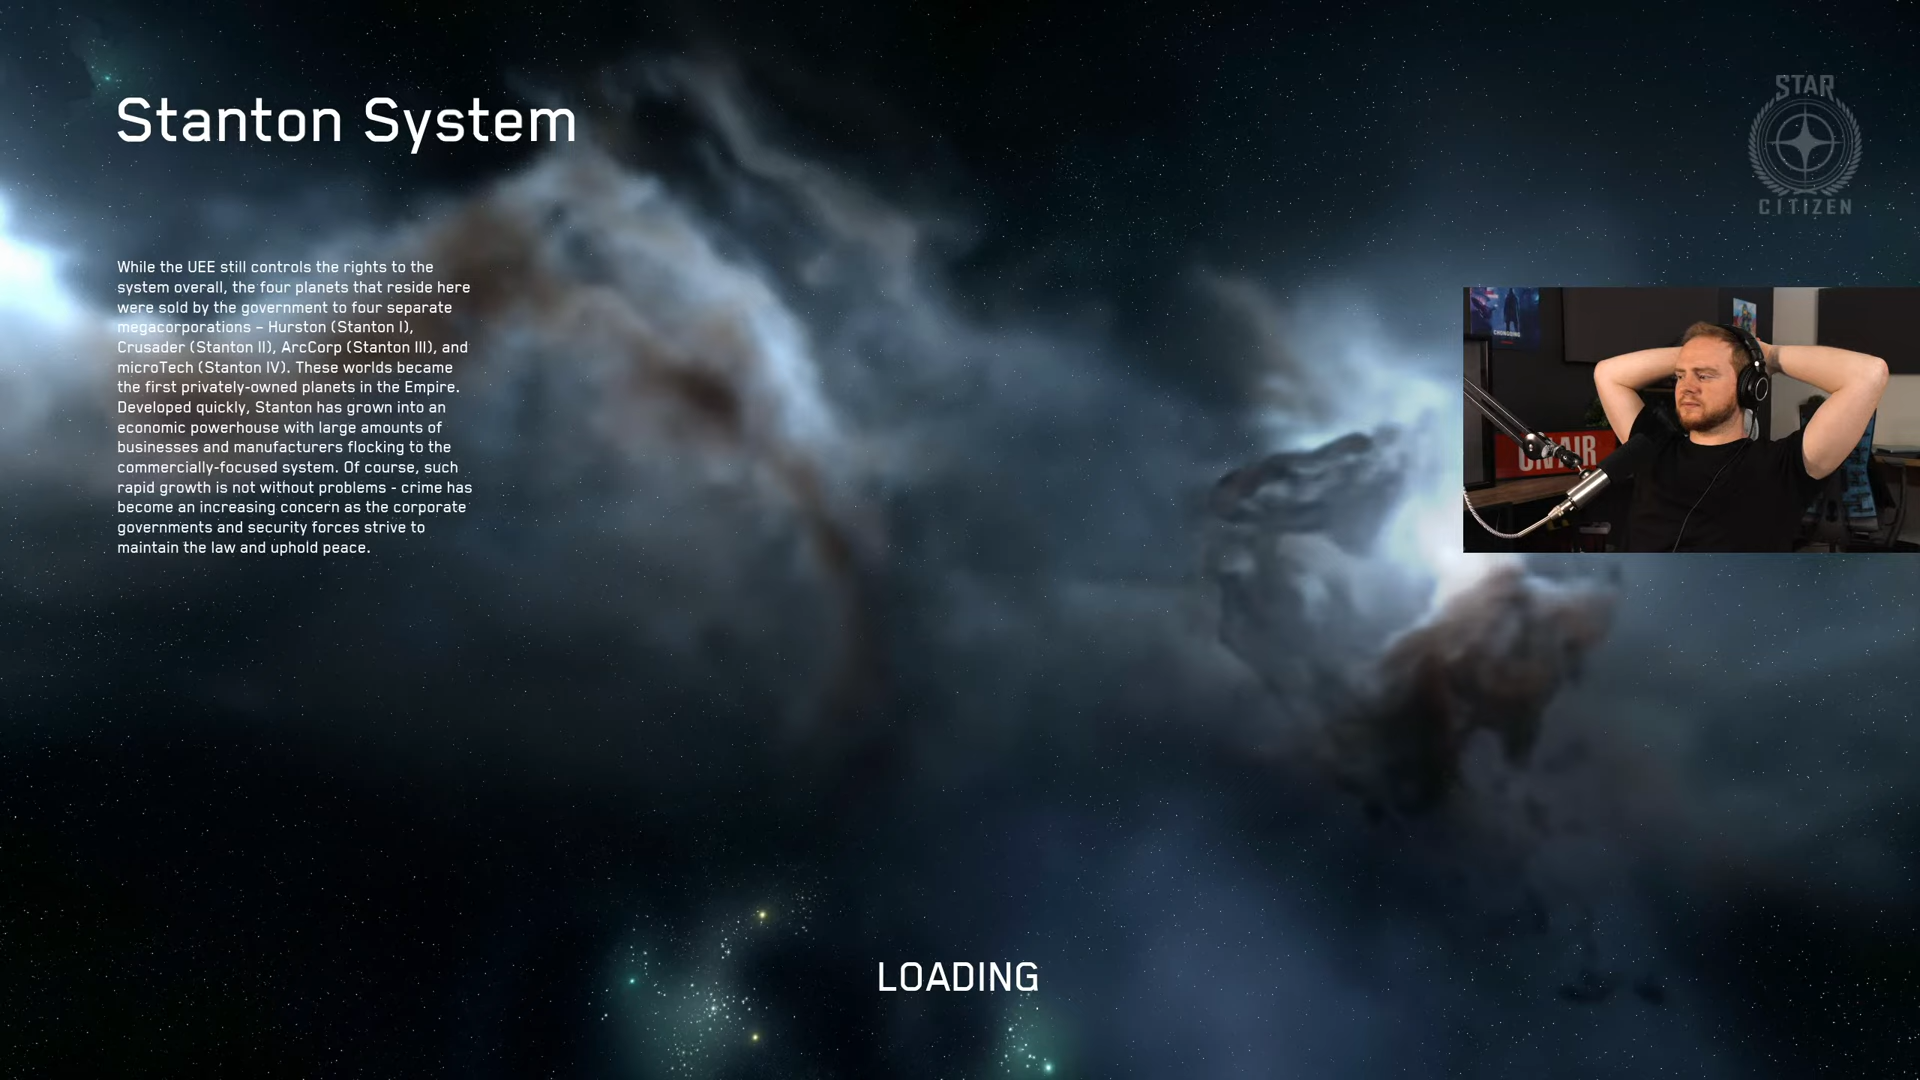 Stanton System
STAR
CITIZEN
While the UEE still controls the rights to the
system overall, the four planets that reside here
were sold by the government to four separate
megacorporations – Hurston (Stanton I),
Crusader (Stanton II), ArcCorp (Stanton III), and
microTech (Stanton IV). These worlds became
the first privately-owned planets in the Empire.
Developed quickly, Stanton has grown into an
economic powerhouse with large amounts of
businesses and manufacturers flocking to the
commercially-focused system. Of course, such
rapid growth is not without problems - crime has
become an increasing concern as the corporate
governments and security forces strive to
maintain the law and uphold peace.
CHONGQING
ON AIR
LOADING